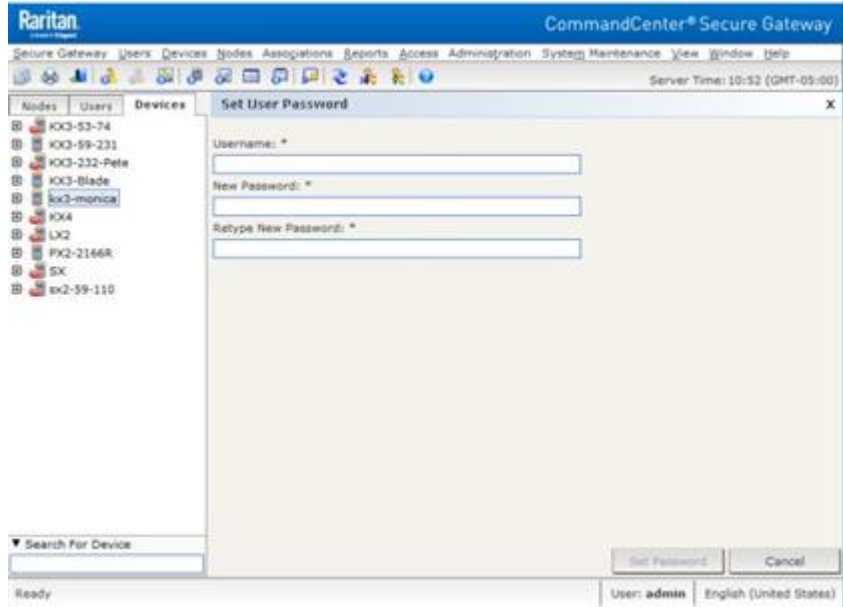 Raritan
CommandCenter® Secure Gateway
Secure Gateway Users Devices Nodes Associations Reports Access Administration System Maintenance View Window Help
Server Time: 10:52 (GMT-05:00)
Nodes Users Devices
Set User Password x
KX3-53-74
KX3-59-231
KX3-232-Pete
KX3-Blade
kx3-monica
KX4
LX2
PX2-2166R
SX
sx2-59-110
Username: *
New Password: *
Retype New Password: *
Search For Device
Set Password Cancel
Ready
User: admin English (United States)